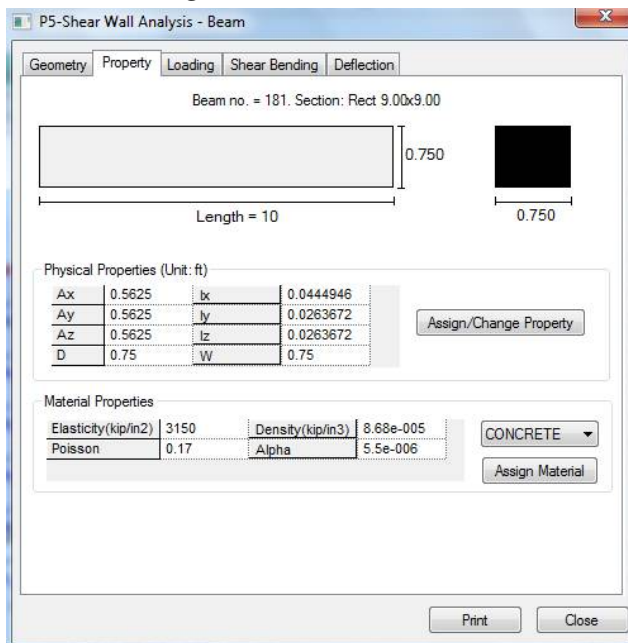 P5-Shear Wall Analysis - Beam
Geometry Property Loading Shear Bending Deflection
Beam no. = 181. Section: Rect 9.00x9.00
0.750
Length = 10
0.750
Physical Properties (Unit: ft)
Ax 0.5625 Ix 0.0444946
Ay 0.5625 Iy 0.0263672
Az 0.5625 Iz 0.0263672
D 0.75 W 0.75
Assign/Change Property
Material Properties
Elasticity(kip/in2) 3150 Density(kip/in3) 8.68e-005
Poisson 0.17 Alpha 5.5e-006
CONCRETE
Assign Material
Print Close